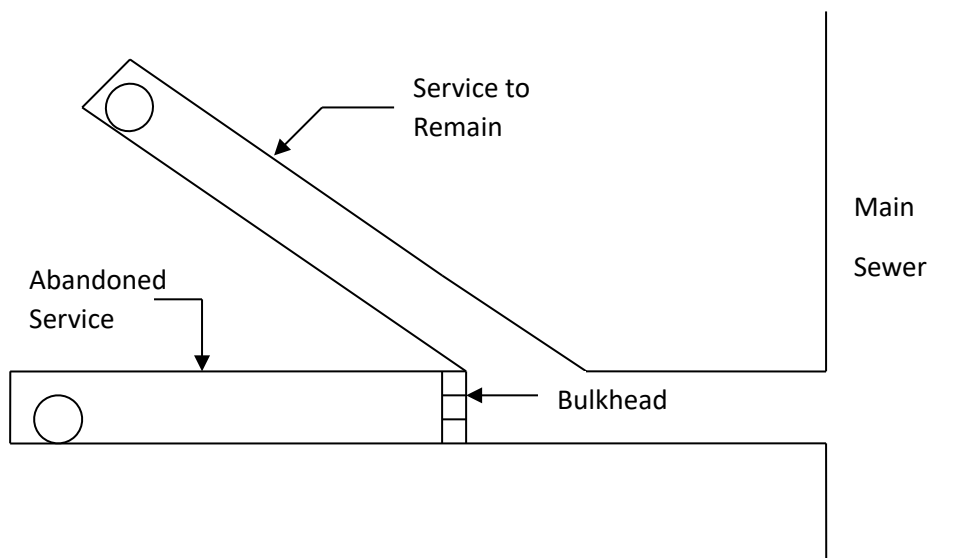 Service to
Remain
Main
Sewer
Abandoned
Service
Bulkhead